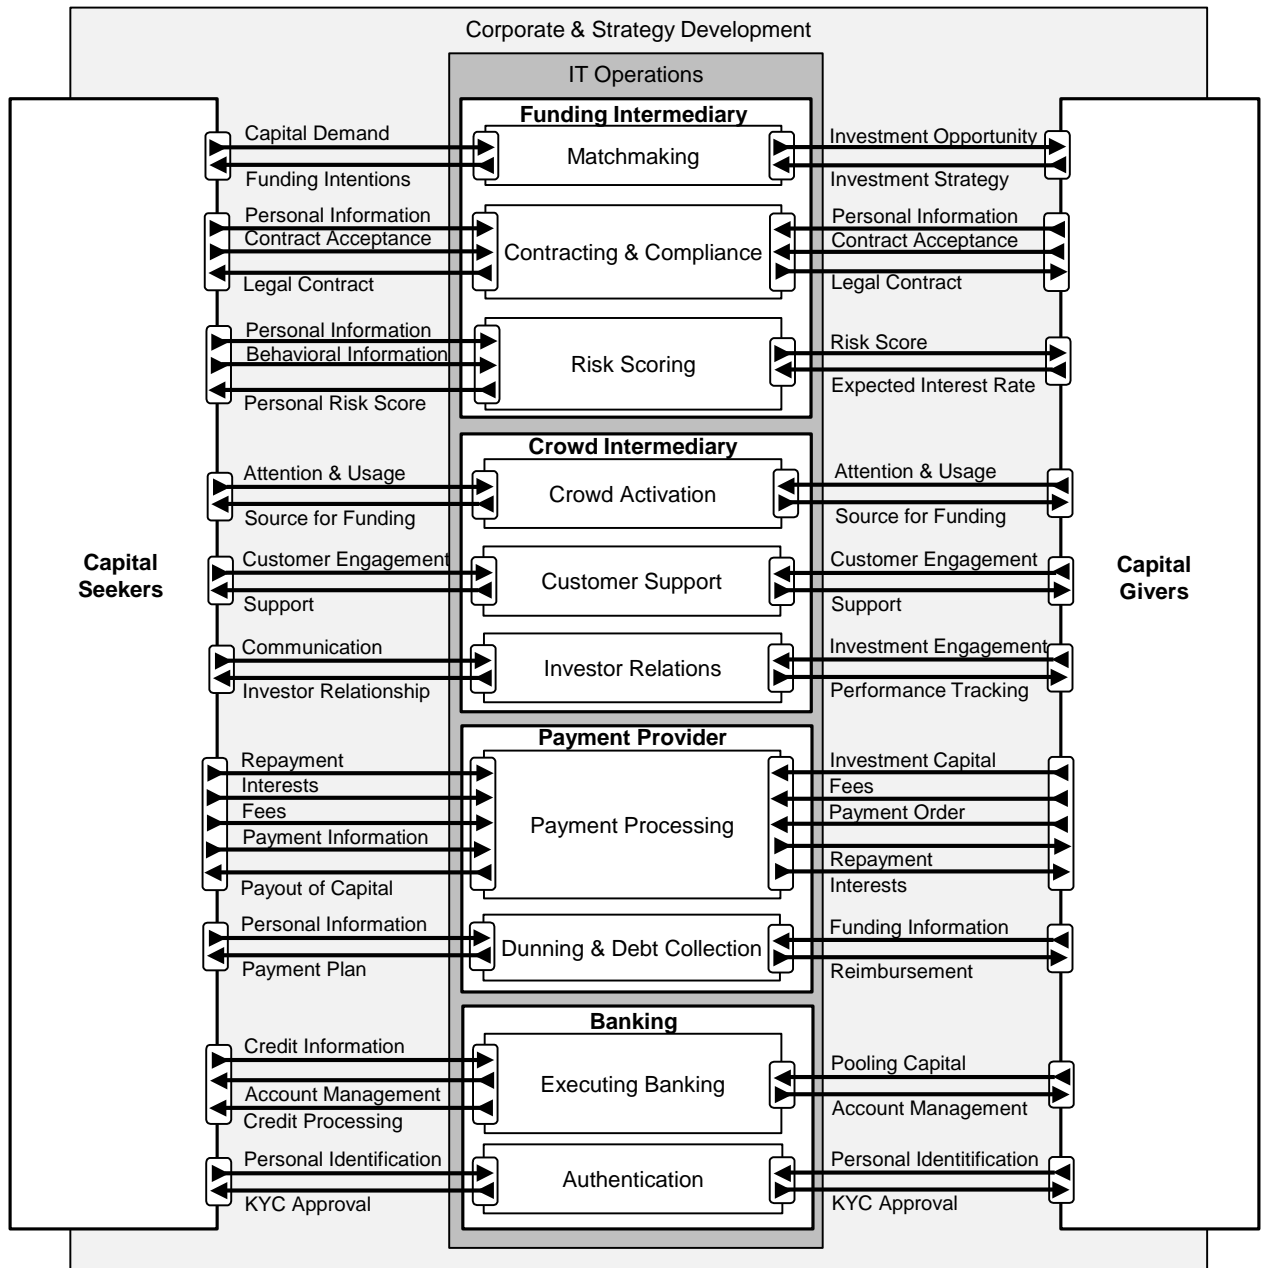 Corporate & Strategy Development
IT Operations
Funding Intermediary
Capital Demand
Matchmaking
Investment Opportunity
Funding Intentions
Investment Strategy
Personal Information
Personal Information
Contract Acceptance
Contracting & Compliance
Contract Acceptance
Legal Contract
Legal Contract
Personal Information
Behavioral Information
Risk Scoring
Risk Score
Personal Risk Score
Expected Interest Rate
Crowd Intermediary
Attention & Usage
Crowd Activation
Attention & Usage
Source for Funding
Source for Funding
Capital
Seekers
Customer Engagement
Customer Support
Customer Engagement
Capital
Givers
Support
Support
Communication
Investor Relations
Investment Engagement
Investor Relationship
Performance Tracking
Payment Provider
Repayment
Interests
Fees
Payment Information
Payout of Capital
Payment Processing
Investment Capital
Fees
Payment Order
Repayment
Interests
Personal Information
Dunning & Debt Collection
Funding Information
Payment Plan
Reimbursement
Banking
Credit Information
Account Management
Credit Processing
Executing Banking
Pooling Capital
Account Management
Personal Identification
Authentication
Personal Identitification
KYC Approval
KYC Approval